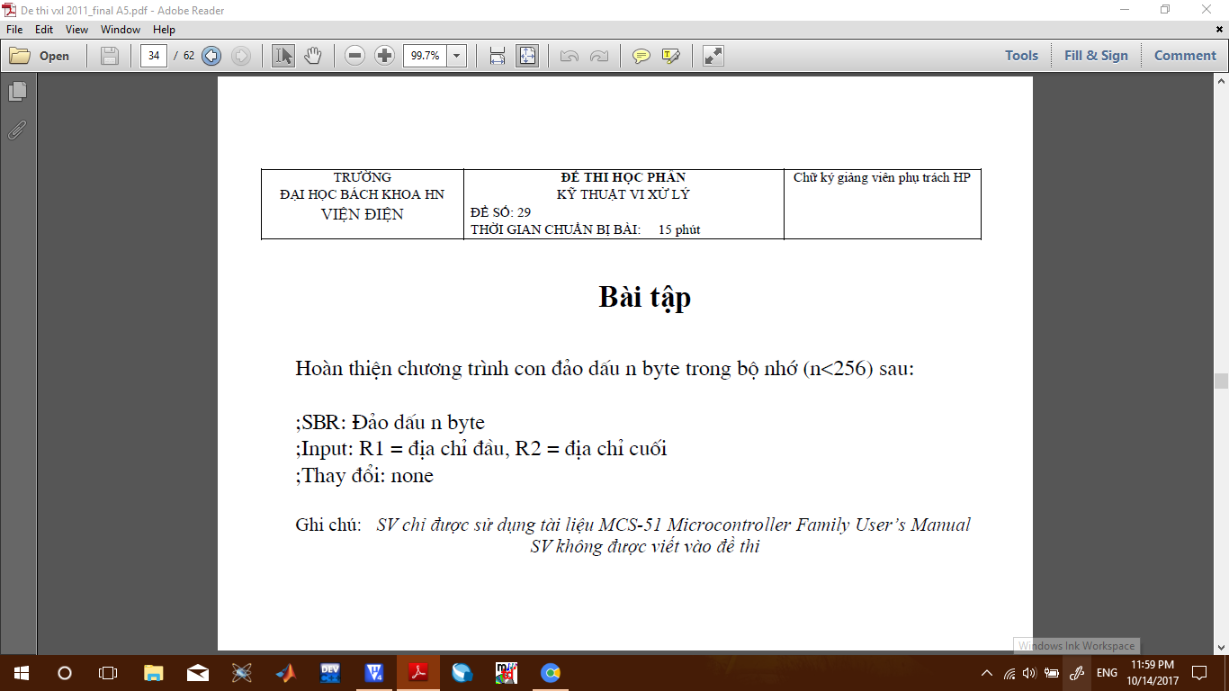 De thi vxl 2011_final A5.pdf - Adobe Reader
File Edit View Window Help
Open 34 / 62 99.7% Tools Fill & Sign Comment
TRƯỜNG
ĐẠI HỌC BÁCH KHOA HN
VIỆN ĐIỆN
ĐỀ THI HỌC PHẦN
KỸ THUẬT VI XỬ LÝ
ĐỀ SỐ: 29
THỜI GIAN CHUẨN BỊ BÀI: 15 phút
Chữ ký giảng viên phụ trách HP
Bài tập
Hoàn thiện chương trình con đảo dấu n byte trong bộ nhớ (n<256) sau:
;SBR: Đảo dấu n byte
;Input: R1 = địa chỉ đầu, R2 = địa chỉ cuối
;Thay đổi: none
Ghi chú: SV chỉ được sử dụng tài liệu MCS-51 Microcontroller Family User's Manual
SV không được viết vào đề thi
Windows Ink Workspace
DEV
ENG
11:59 PM
10/14/2017